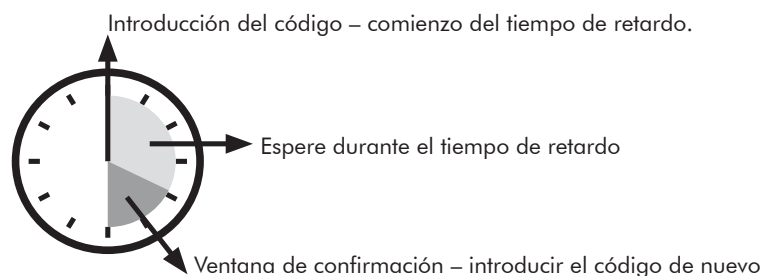 Introducción del código – comienzo del tiempo de retardo.
Espere durante el tiempo de retardo
Ventana de confirmación – introducir el código de nuevo